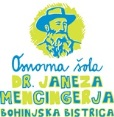 Osnovna šola
DR. JANEZA
MENCINGERJA
BOHINJSKA BISTRICA